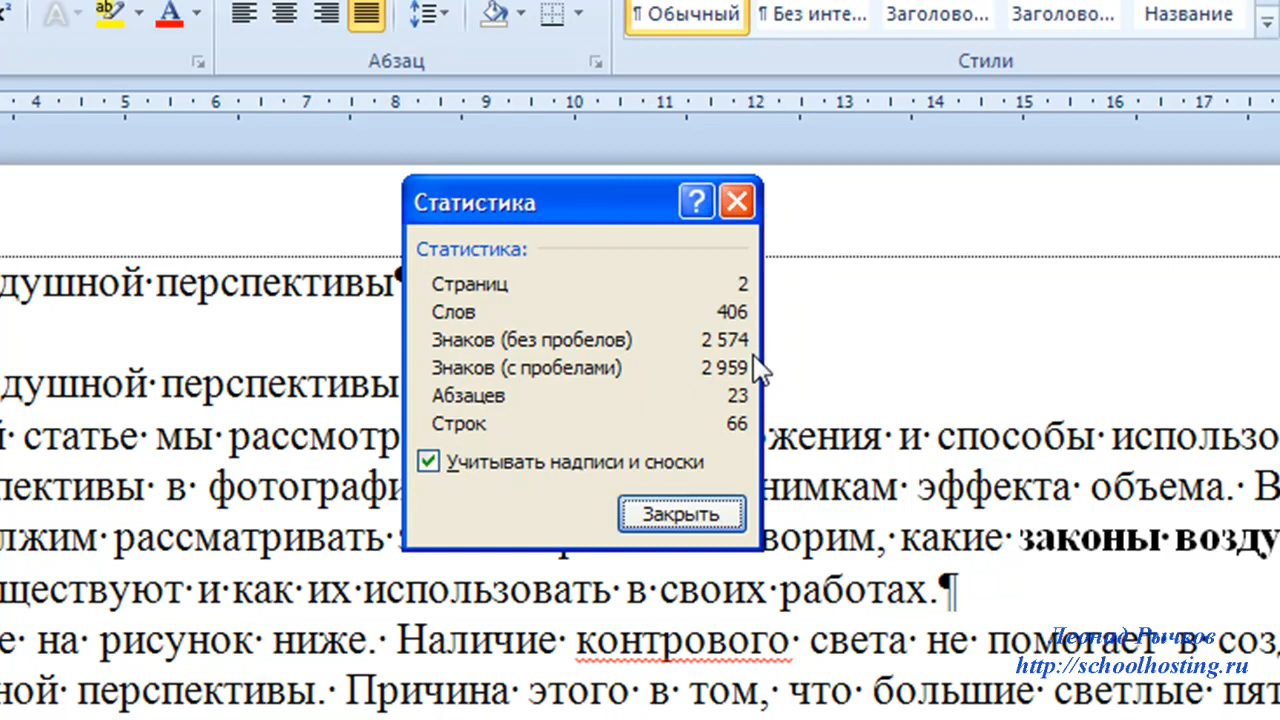 ¶ Обычный ¶ Без инте... Заголово... Заголово... Название
Абзац Стили
4 5 6 7 8 9 10 11 12 13 14 15 16 17
Статистика
Статистика:
Страниц 2
Слов 406
Знаков (без пробелов) 2 574
Знаков (с пробелами) 2 959
Абзацев 23
Строк 66
Учитывать надписи и сноски
Закрыть
душной·перспективы
душной·перспективы
й· статье· мы· рассмотр жения· и· способы· использо
пективы· в· фотографи нимкам· эффекта· объема.· В
лжим·рассматривать· ворим,·какие·законы·возду
ществуют·и·как·их·использовать·в·своих·работах.¶
е· на· рисунок· ниже.· Наличие· контрового· света· не· помогает· в· соз
ной· перспективы.· Причина· этого· в· том,· что· большие· светлые· пят
Леонид Рычков
http://schoolhosting.ru